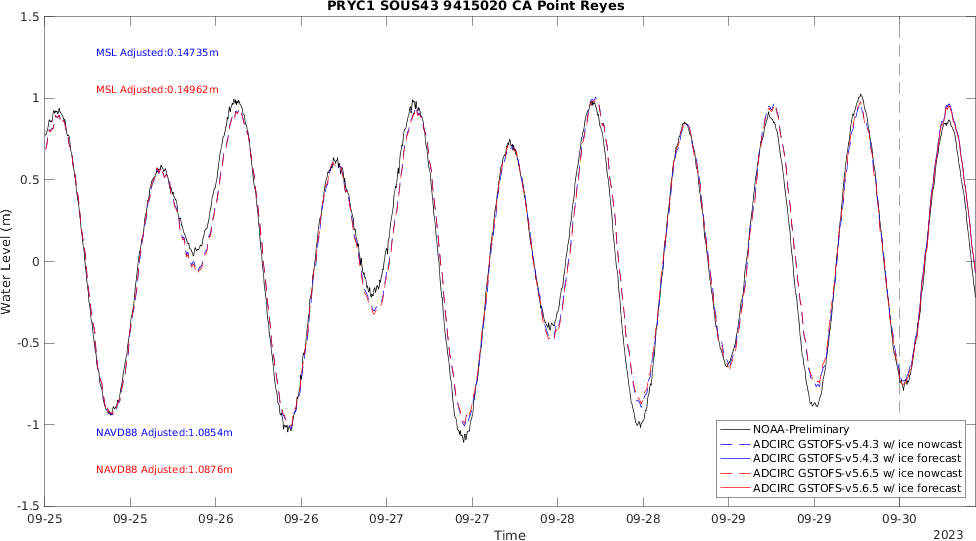 PRYC1 SOUS43 9415020 CA Point Reyes
1.5
1
0.5
0
-0.5
-1
-1.5
Water Level (m)
MSL Adjusted:0.14735m
MSL Adjusted:0.14962m
NAVD88 Adjusted:1.0854m
NAVD88 Adjusted:1.0876m
NOAA-Preliminary
ADCIRC GSTOFS-v5.4.3 w/ ice nowcast
ADCIRC GSTOFS-v5.4.3 w/ ice forecast
ADCIRC GSTOFS-v5.6.5 w/ ice nowcast
ADCIRC GSTOFS-v5.6.5 w/ ice forecast
09-25 09-25 09-26 09-26 09-27 09-27 09-28 09-28 09-29 09-29 09-30
Time
2023